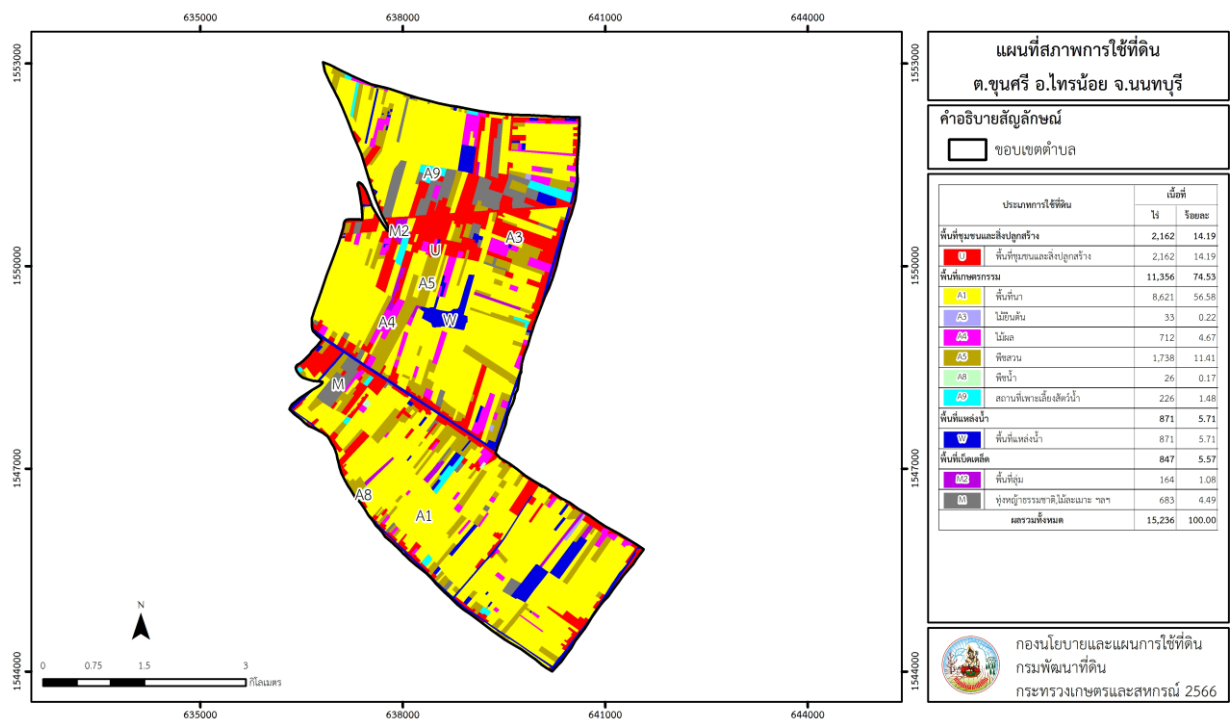 635000 638000 641000 644000
1553000
1550000
1547000
1544000
1553000
1550000
1547000
1544000
A9
M2
A3
U
A5
A4
W
M
A8
A1
N
0 0.75 1.5 3
กิโลเมตร
635000 638000 641000 644000
แผนที่สภาพการใช้ที่ดิน
ต.ขุนศรี อ.ไทรน้อย จ.นนทบุรี
คำอธิบายสัญลักษณ์
ขอบเขตตำบล
ประเภทการใช้ที่ดิน เนื้อที่
ไร่ ร้อยละ
พื้นที่ชุมชนและสิ่งปลูกสร้าง 2,162 14.19
U พื้นที่ชุมชนและสิ่งปลูกสร้าง 2,162 14.19
พื้นที่เกษตรกรรม 11,356 74.53
A1 พื้นที่นา 8,621 56.58
A3 ไม้ยืนต้น 33 0.22
A4 ไม้ผล 712 4.67
A5 พืชสวน 1,738 11.41
A8 พืชน้ำ 26 0.17
A9 สถานที่เพาะเลี้ยงสัตว์น้ำ 226 1.48
พื้นที่แหล่งน้ำ 871 5.71
W พื้นที่แหล่งน้ำ 871 5.71
พื้นที่เบ็ดเตล็ด 847 5.57
M2 พื้นที่ลุ่ม 164 1.08
M ทุ่งหญ้าธรรมชาติ,ไม้ละเมาะ ฯลฯ 683 4.49
ผลรวมทั้งหมด 15,236 100.00
กองนโยบายและแผนการใช้ที่ดิน
กรมพัฒนาที่ดิน
กระทรวงเกษตรและสหกรณ์ 2566